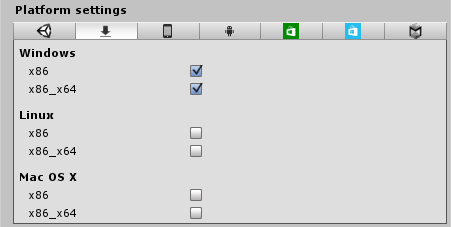 Platform settings
Windows
x86
x86_x64
Linux
x86
x86_x64
Mac OS X
x86
x86_x64